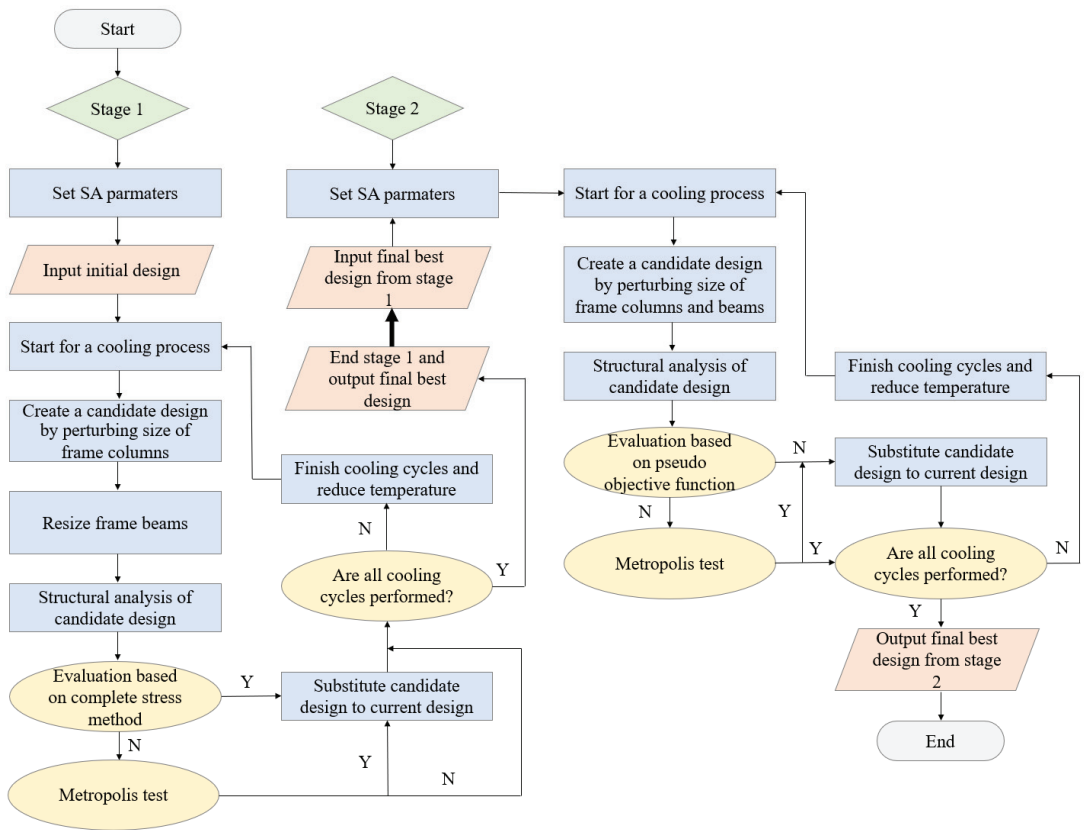 Start
Stage 1
Set SA parmaters
Input initial design
Start for a cooling process
Create a candidate design
by perturbing size of
frame columns
Resize frame beams
Structural analysis of
candidate design
Evaluation based
on complete stress
method
Y
N
Metropolis test
Y
N
Substitute candidate
design to current design
Are all cooling
cycles performed?
N
Y
Finish cooling cycles and
reduce temperature
End stage 1 and
output final best
design
Input final best
design from stage
1
Stage 2
Set SA parmaters
Start for a cooling process
Create a candidate design
by perturbing size of
frame columns and beams
Structural analysis of
candidate design
Evaluation based
on pseudo
objective function
N
N
Y
Metropolis test
Y
Substitute candidate
design to current design
Are all cooling
cycles performed?
N
Y
Finish cooling cycles and
reduce temperature
Output final best
design from stage
2
End